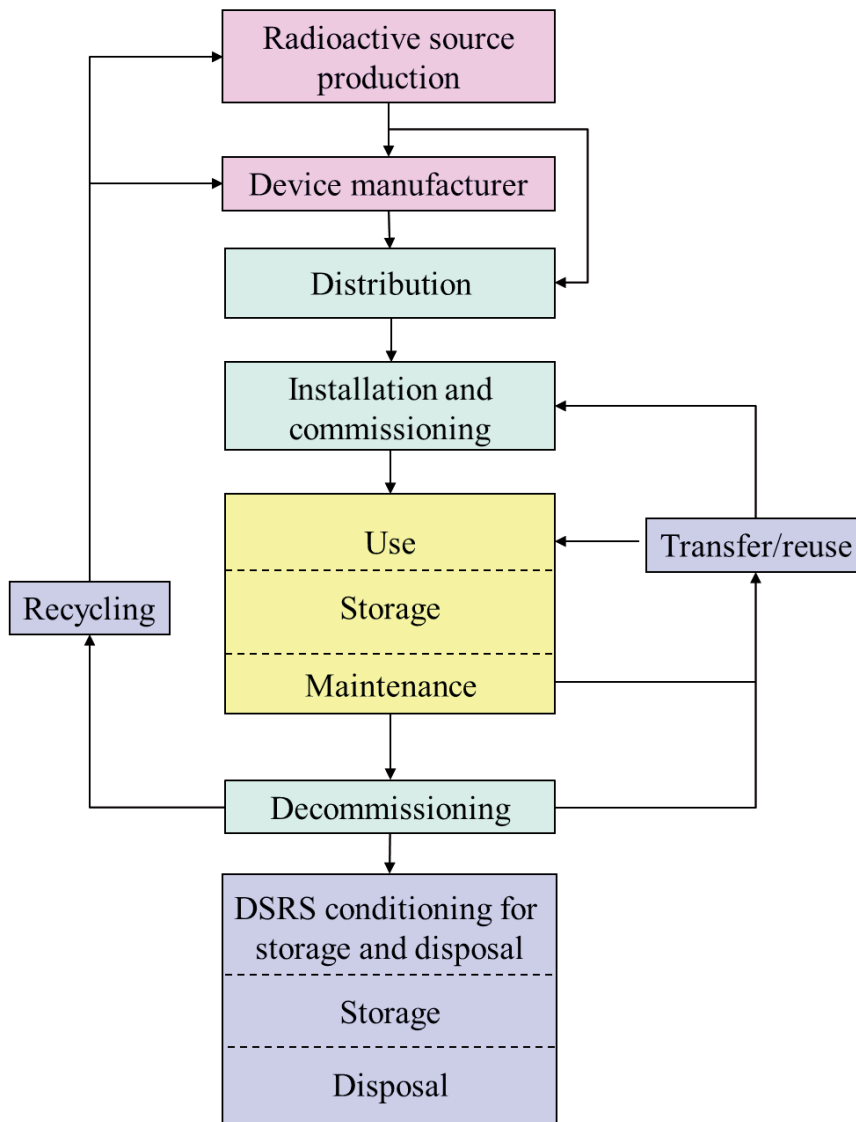 Radioactive source
production
Device manufacturer
Distribution
Installation and
commissioning
Use
Transfer/reuse
Storage
Recycling
Maintenance
Decommissioning
DSRS conditioning for
storage and disposal
Storage
Disposal